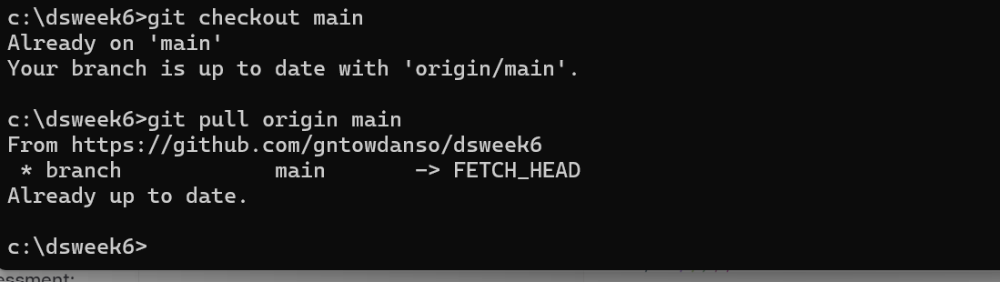 c:\dsweek6>git checkout main
Already on 'main'
Your branch is up to date with 'origin/main'.
c:\dsweek6>git pull origin main
From https://github.com/gntowdanso/dsweek6
 * branch            main       -> FETCH_HEAD
Already up to date.
c:\dsweek6>
essment: